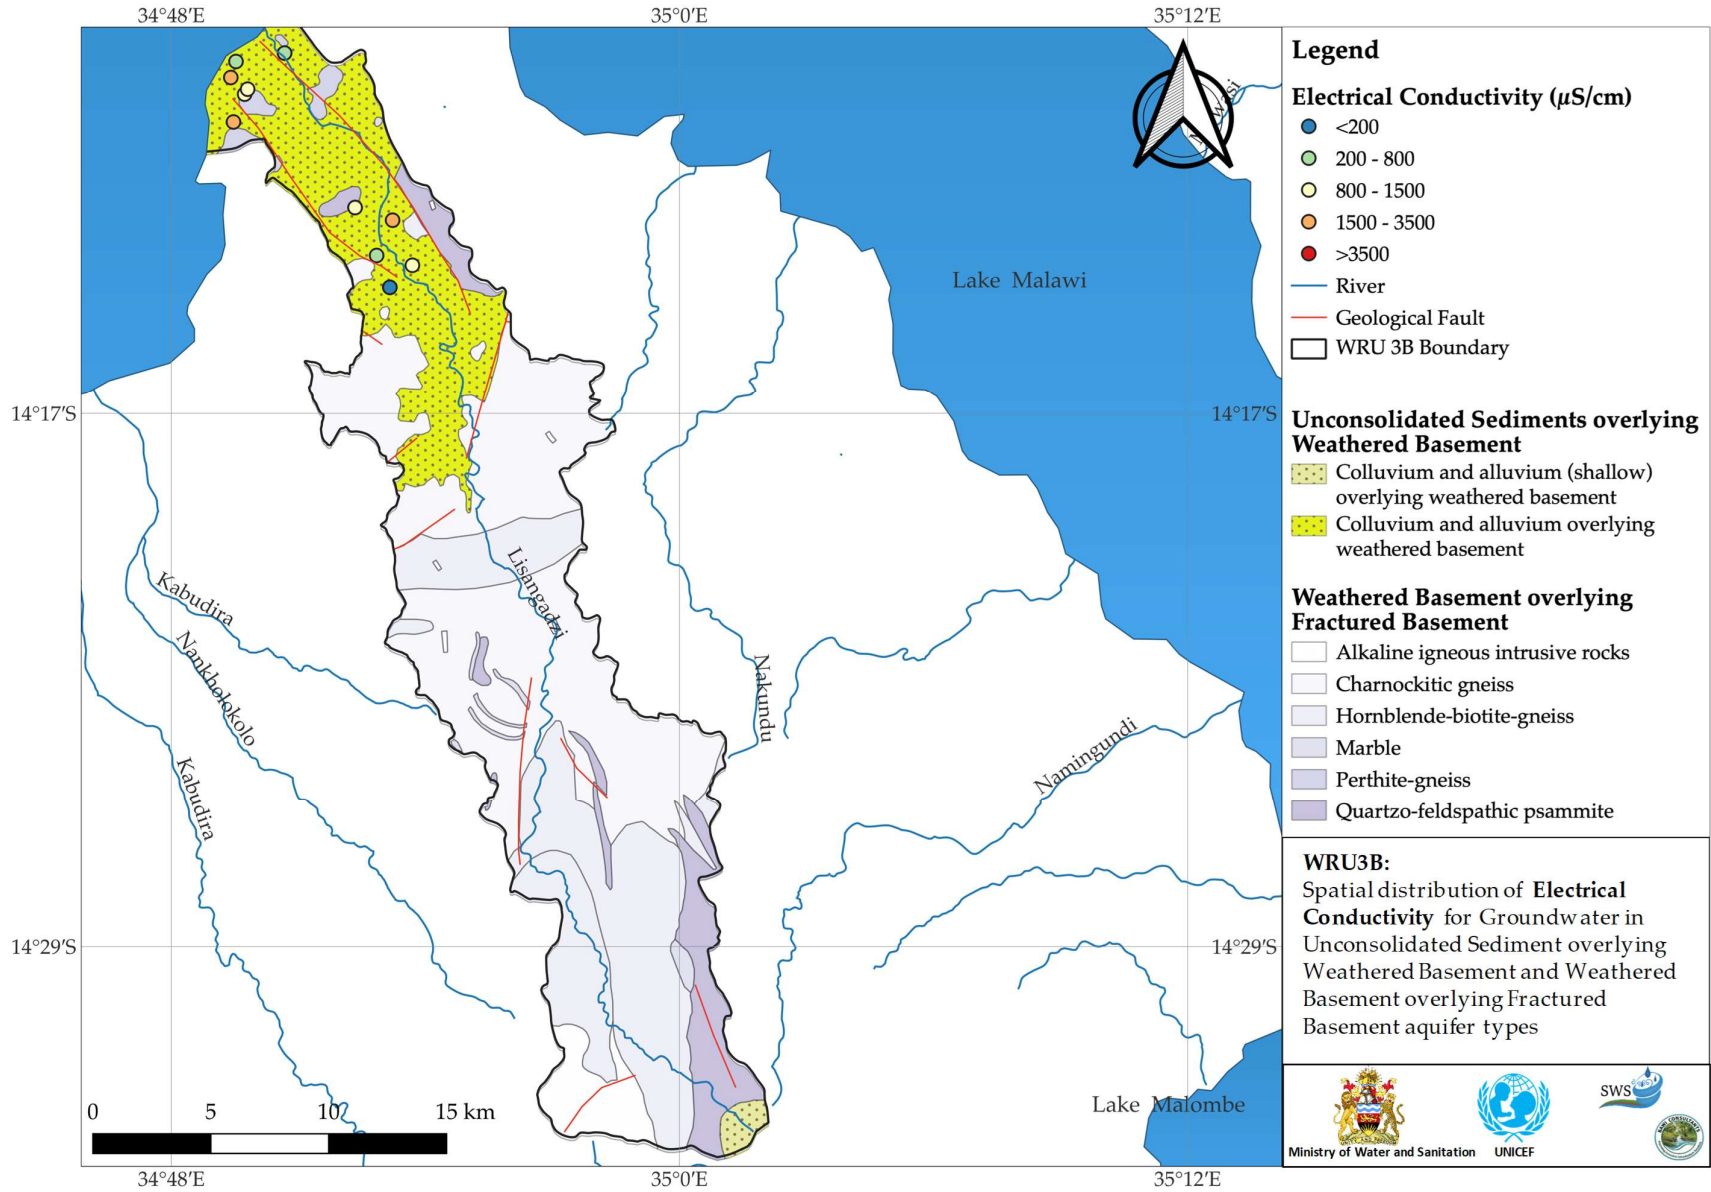 34°48'E
35°0'E
35°12'E
Lake Malawi
14°17'S
14°17'S
Lisangadzi
Kabudira
Nankholokolo
Nakundu
Kabudira
Namingundi
14°29'S
14°29'S
Lake Malombe
0 5 10 15 km
34°48'E
35°0'E
35°12'E
Legend
Electrical Conductivity (µS/cm)
<200
200 - 800
800 - 1500
1500 - 3500
>3500
River
Geological Fault
WRU 3B Boundary
Unconsolidated Sediments overlying
Weathered Basement
Colluvium and alluvium (shallow)
overlying weathered basement
Colluvium and alluvium overlying
weathered basement
Weathered Basement overlying
Fractured Basement
Alkaline igneous intrusive rocks
Charnockitic gneiss
Hornblende-biotite-gneiss
Marble
Perthite-gneiss
Quartzo-feldspathic psammite
WRU3B:
Spatial distribution of Electrical
Conductivity for Groundwater in
Unconsolidated Sediment overlying
Weathered Basement and Weathered
Basement overlying Fractured
Basement aquifer types
Ministry of Water and Sanitation
UNICEF
SWS